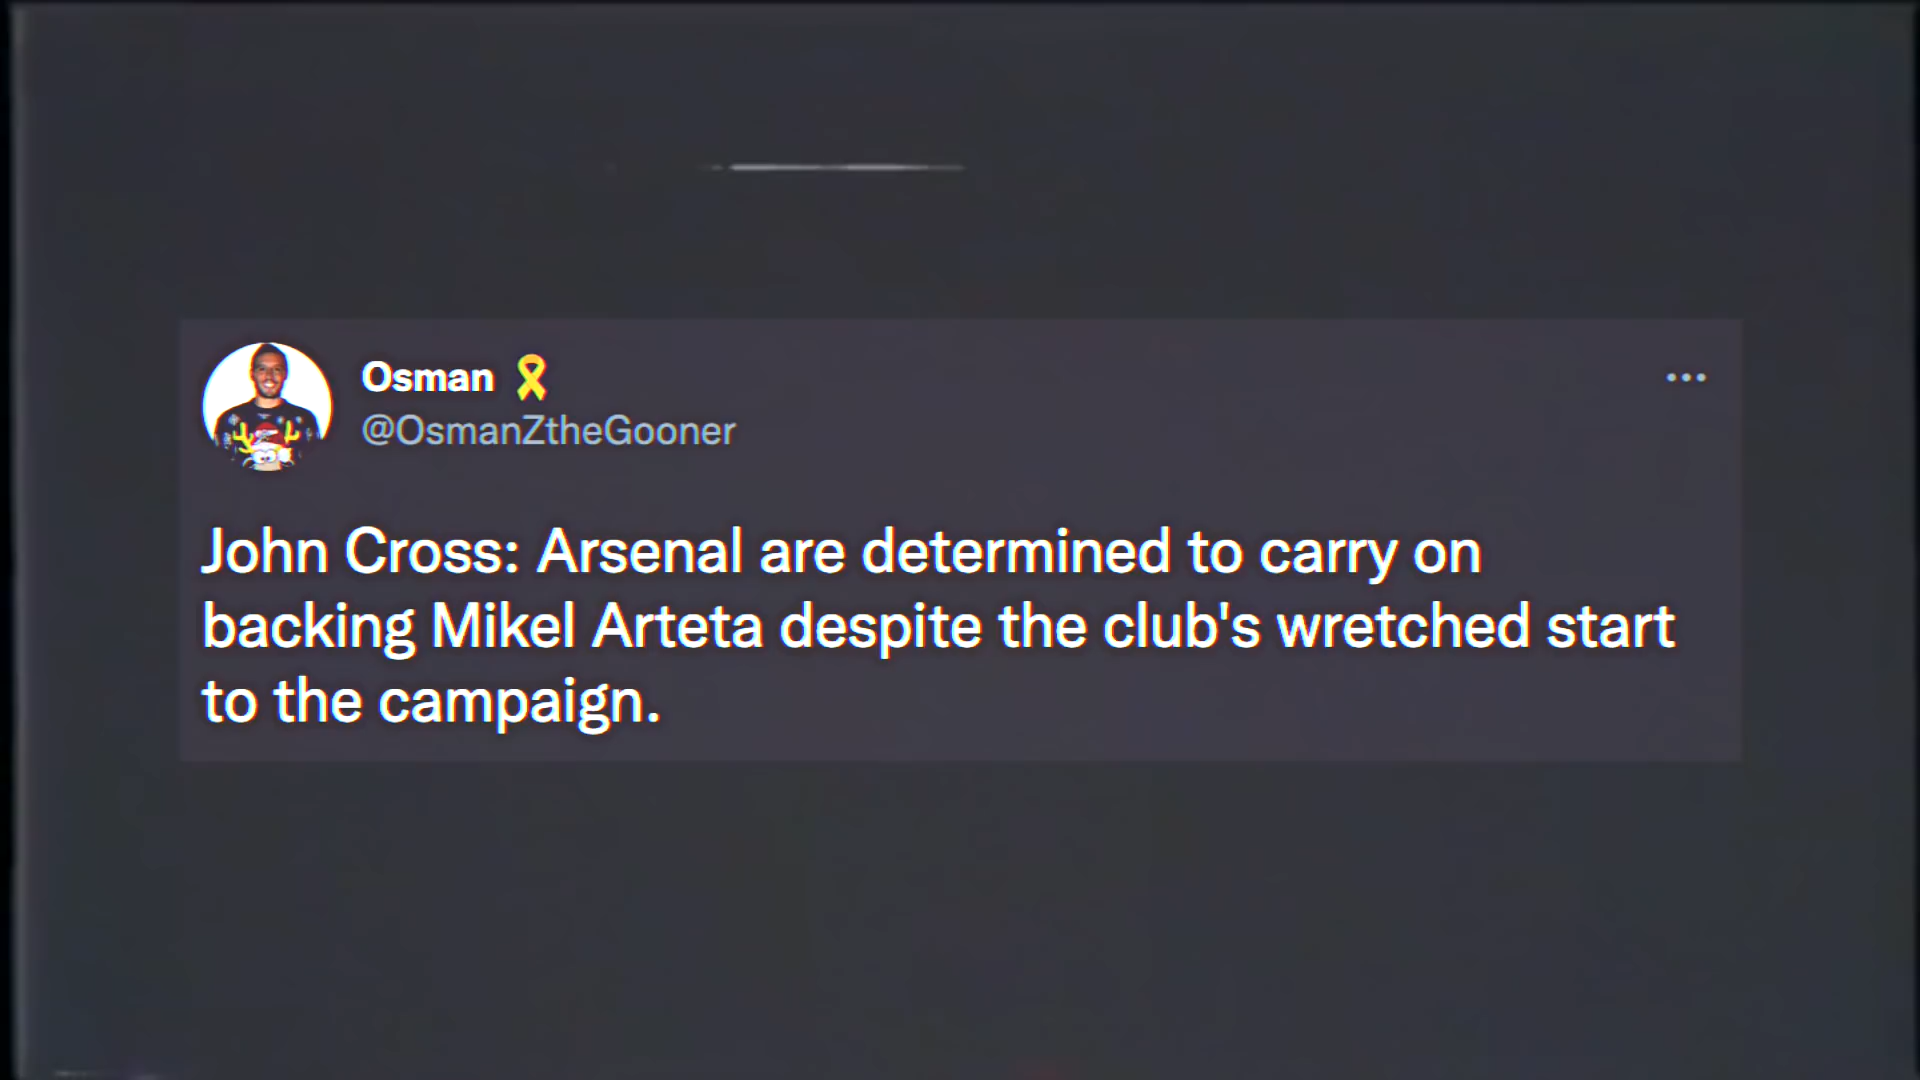 Osman 🎗
@OsmanZtheGooner
John Cross: Arsenal are determined to carry on
backing Mikel Arteta despite the club's wretched start
to the campaign.